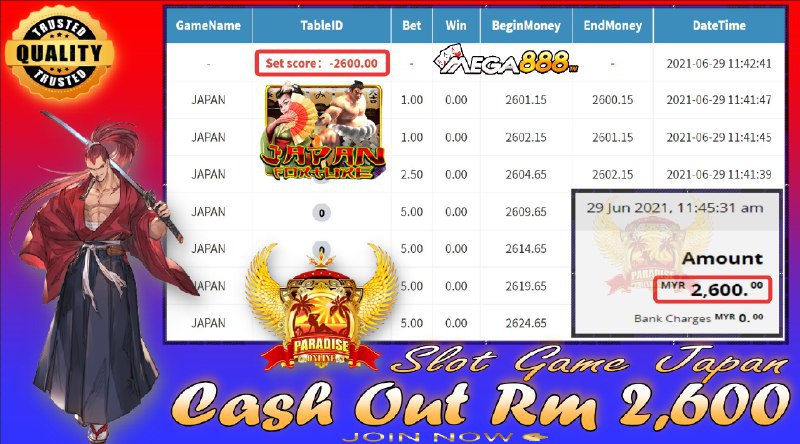 TRUSTED
QUALITY
TRUSTED
GameName TableID Bet Win BeginMoney EndMoney DateTime
- Set score: -2600.00 - MEGA888 - 2021-06-29 11:42:41
JAPAN 1.00 0.00 2601.15 2600.15 2021-06-29 11:41:47
JAPAN 1.00 0.00 2602.15 2601.15 2021-06-29 11:41:45
JAPAN 2.50 0.00 2604.65 2602.15 2021-06-29 11:41:39
JAPAN
FORTUNE
JAPAN 0 5.00 0.00 2609.65
JAPAN 0 5.00 0.00 2614.65
JAPAN 5.00 0.00 2619.65
JAPAN 5.00 0.00 2624.65
29 Jun 2021, 11:45:31 am
Amount
MYR 2,600.00
Bank Charges MYR 0.00
PARADISE
ONLINE
Slot Game Japan
Cash Out Rm 2,600
JOIN NOW